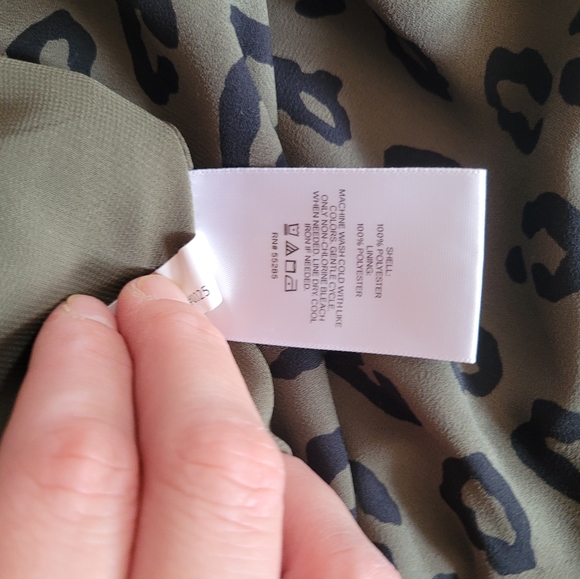 SHELL:
100% POLYESTER
LINING:
100% POLYESTER
MACHINE WASH COLD WITH LIKE
COLORS. GENTLE CYCLE.
ONLY NON-CHLORINE BLEACH
WHEN NEEDED. LINE DRY. COOL
IRON IF NEEDED.
RN# 55285